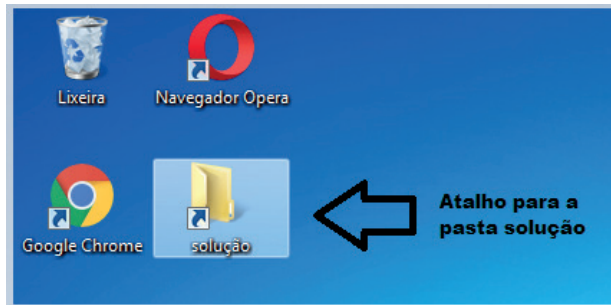 Lixeira
Navegador Opera
Google Chrome
solução
Atalho para a
pasta solução